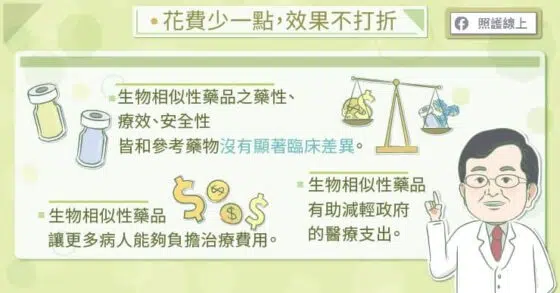 花費少一點，效果不打折
照護線上
生物相似性藥品之藥性、
療效、安全性
皆和參考藥物沒有顯著臨床差異。
生物相似性藥品
讓更多病人能夠負擔治療費用。
生物相似性藥品
有助減輕政府
的醫療支出。